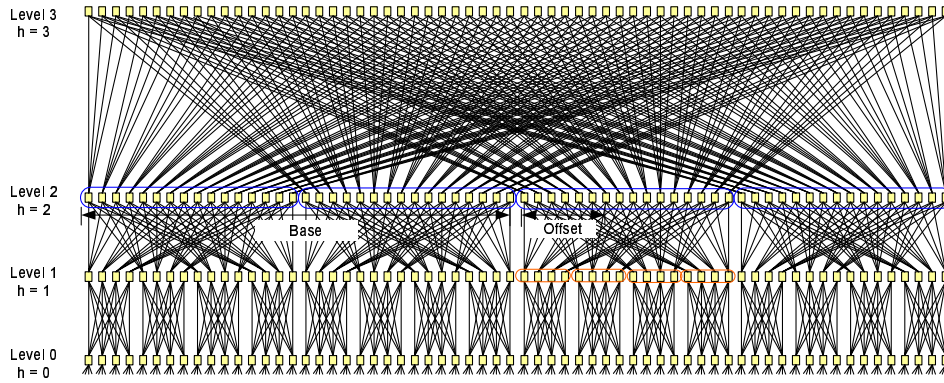 Level 3
h = 3
Level 2
h = 2
Base
Offset
Level 1
h = 1
Level 0
h = 0